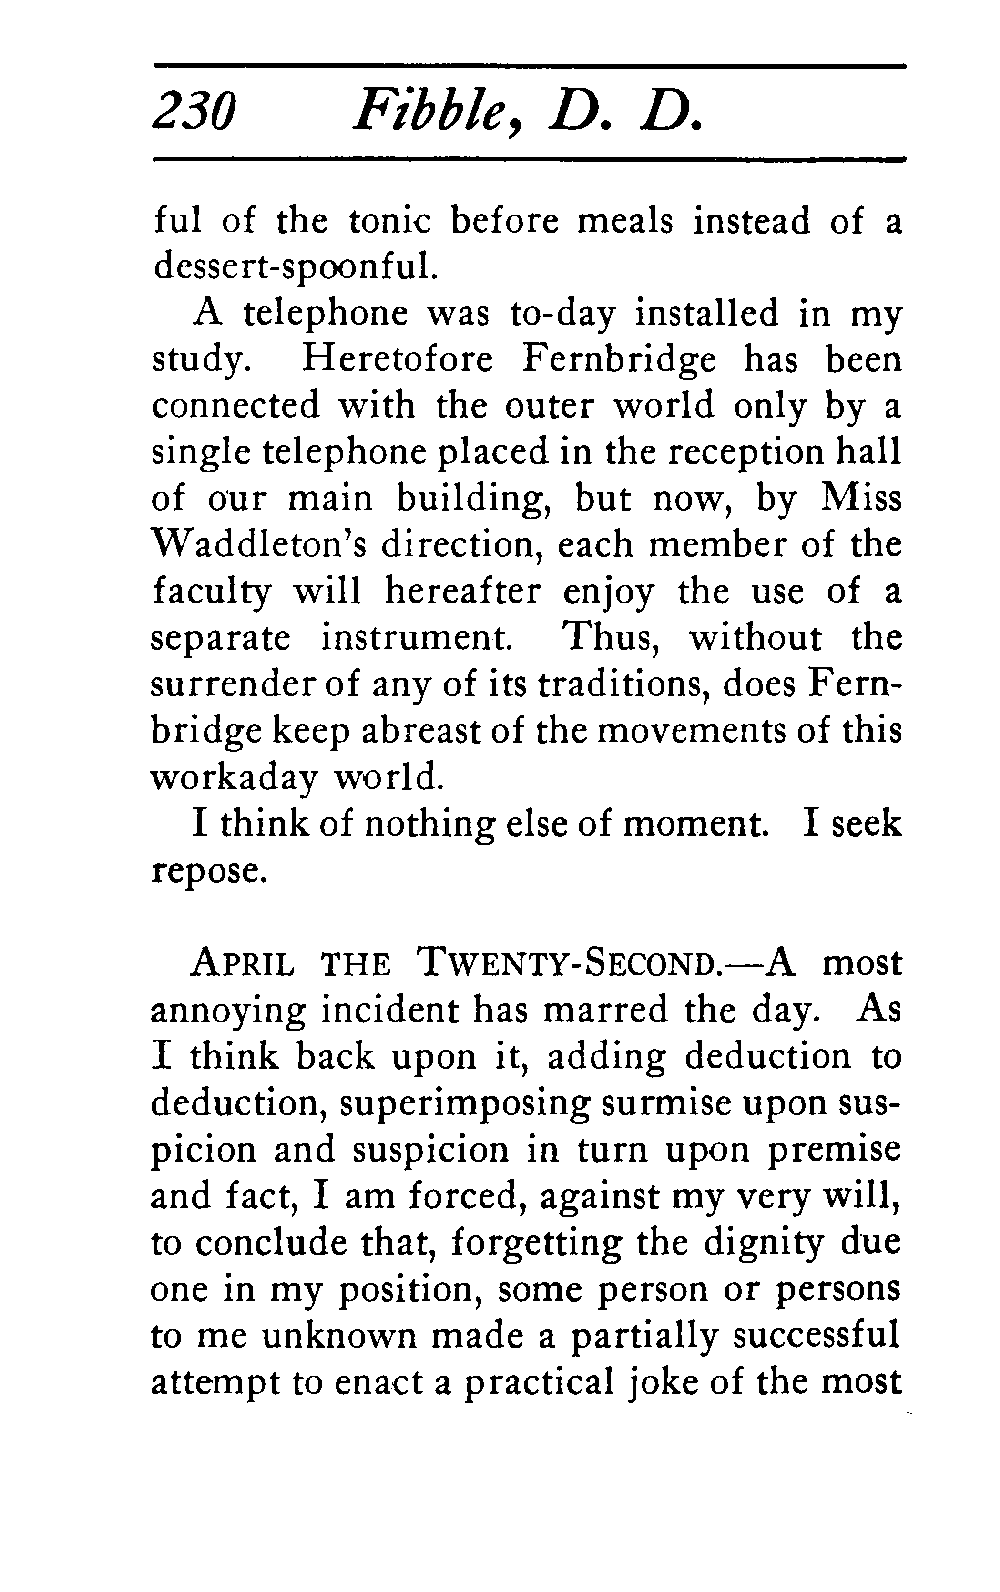 230 Fibble, D. D.
ful of the tonic before meals instead of a
dessert-spoonful.
A telephone was to-day installed in my
study. Heretofore Fernbridge has been
connected with the outer world only by a
single telephone placed in the reception hall
of our main building, but now, by Miss
Waddleton's direction, each member of the
faculty will hereafter enjoy the use of a
separate instrument. Thus, without the
surrender of any of its traditions, does Fern-
bridge keep abreast of the movements of this
workaday world.
I think of nothing else of moment. I seek
repose.
APRIL THE TWENTY-SECOND.—A most
annoying incident has marred the day. As
I think back upon it, adding deduction to
deduction, superimposing surmise upon sus-
picion and suspicion in turn upon premise
and fact, I am forced, against my very will,
to conclude that, forgetting the dignity due
one in my position, some person or persons
to me unknown made a partially successful
attempt to enact a practical joke of the most